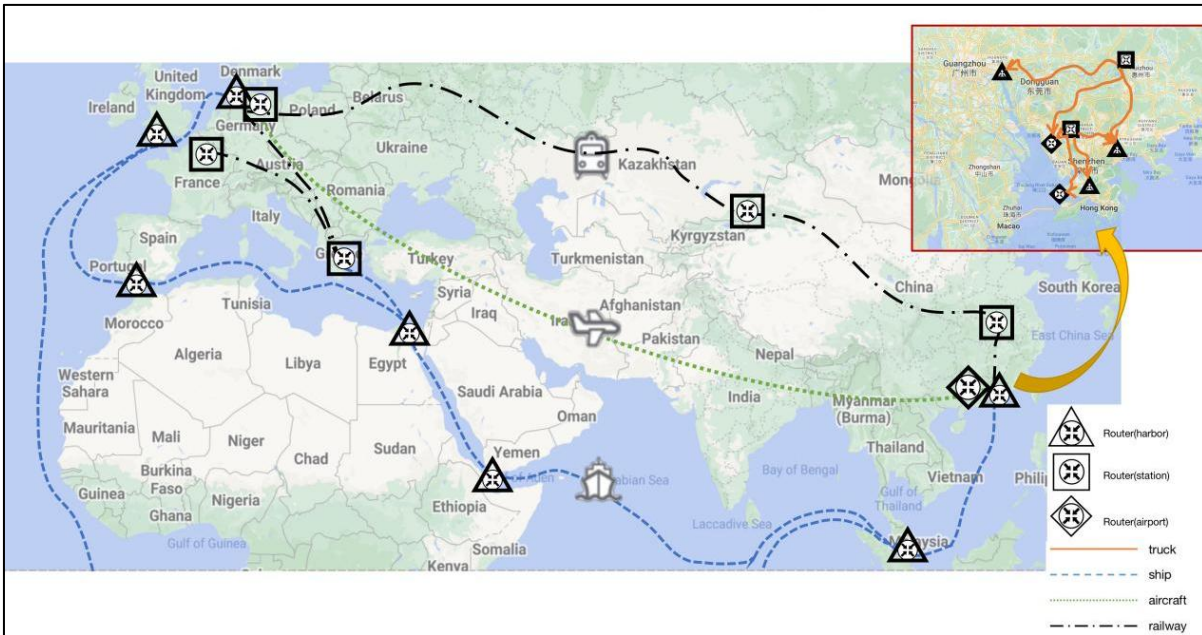 United
Kingdom
Ireland
Denmark
Poland
Belarus
Germany
Ukraine
Austria
France
Romania
Italy
Spain
Portugal
Turkey
Syria
Iraq
Tunisia
Morocco
Algeria
Libya
Egypt
Western
Sahara
Mauritania
Mali
Niger
Chad
Sudan
Burkina
Faso
Guinea
Nigeria
Ghana
Gulf of Guinea
Ethiopia
Somalia
Kenya
Saudi Arabia
Oman
Yemen
Kazakhstan
Kyrgyzstan
Turkmenistan
Afghanistan
Pakistan
Nepal
India
Myanmar
(Burma)
Thailand
Vietnam
Gulf of
Thailand
Bay of Bengal
Laccadive Sea
China
South Korea
East China Sea
Guangzhou
广州市
Dongguan
东莞市
惠州市
Zhongshan
中山市
Shenzhen
Zhuhai
珠海市
Macao
Hong Kong
Router(harbor)
Router(station)
Router(airport)
truck
ship
aircraft
railway